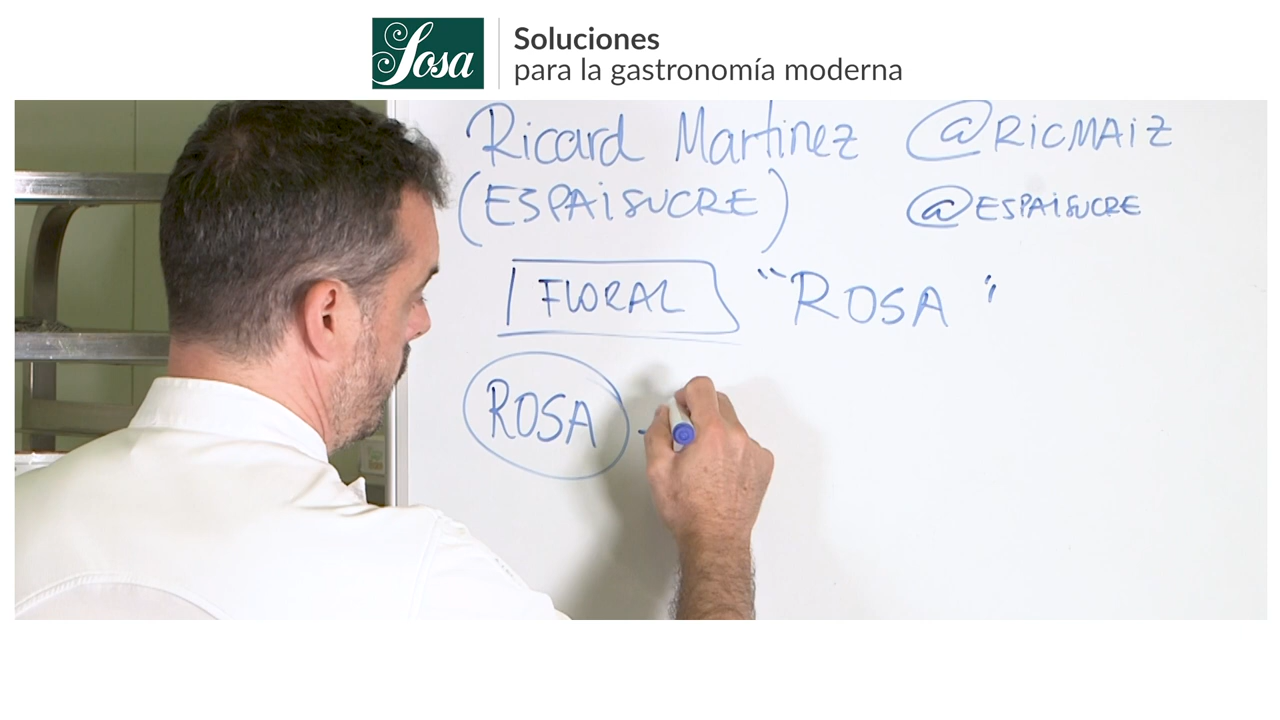 Sosa
Soluciones
para la gastronomía moderna
Ricard Martinez @RICMAiZ
(ESPAiSUCRE) @ESPAiSUCRE
FLORAL "ROSA"
ROSA -